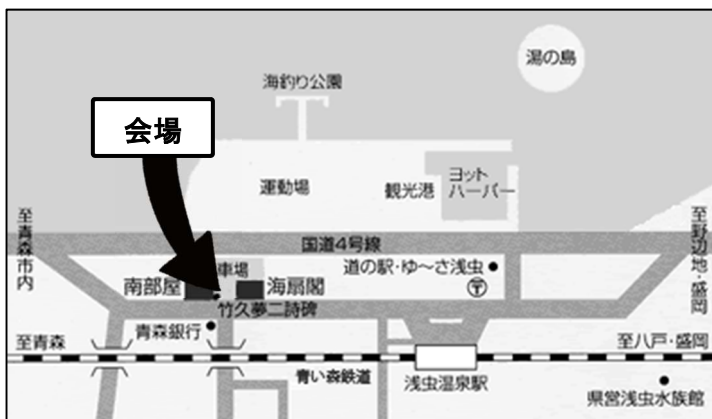 湯の島
海釣り公園
会場
運動場
観光港
ヨット
ハーバー
至青森市内
至野辺地・盛岡
国道4号線
車場
道の駅・ゆ～さ浅虫
南部屋
海扇閣
〒
竹久夢二詩碑
青森銀行
至青森
至八戸・盛岡
青い森鉄道
浅虫温泉駅
県営浅虫水族館